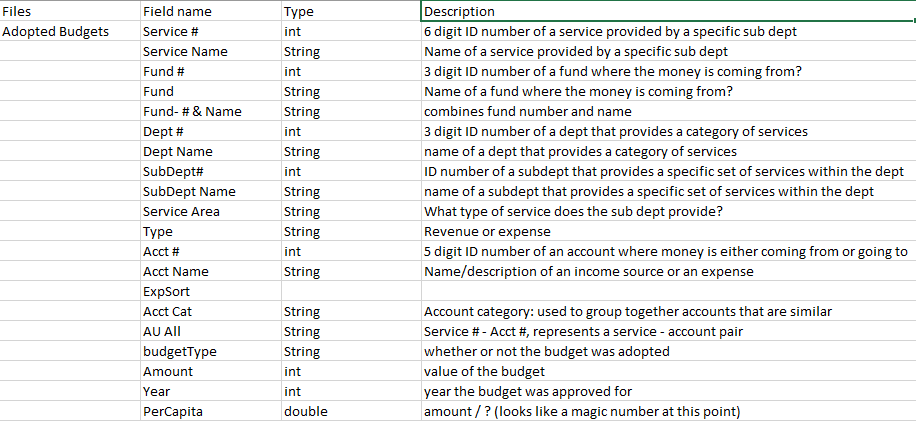 Files Field name Type Description
Adopted Budgets Service # int 6 digit ID number of a service provided by a specific sub dept
Service Name String Name of a service provided by a specific sub dept
Fund # int 3 digit ID number of a fund where the money is coming from?
Fund String Name of a fund where the money is coming from?
Fund- # & Name String combines fund number and name
Dept # int 3 digit ID number of a dept that provides a category of services
Dept Name String name of a dept that provides a category of services
SubDept# int ID number of a subdept that provides a specific set of services within the dept
SubDept Name String name of a subdept that provides a specific set of services within the dept
Service Area String What type of service does the sub dept provide?
Type String Revenue or expense
Acct # int 5 digit ID number of an account where money is either coming from or going to
Acct Name String Name/description of an income source or an expense
ExpSort
Acct Cat String Account category: used to group together accounts that are similar
AU All String Service # - Acct #, represents a service - account pair
budgetType String whether or not the budget was adopted
Amount int value of the budget
Year int year the budget was approved for
PerCapita double amount / ? (looks like a magic number at this point)